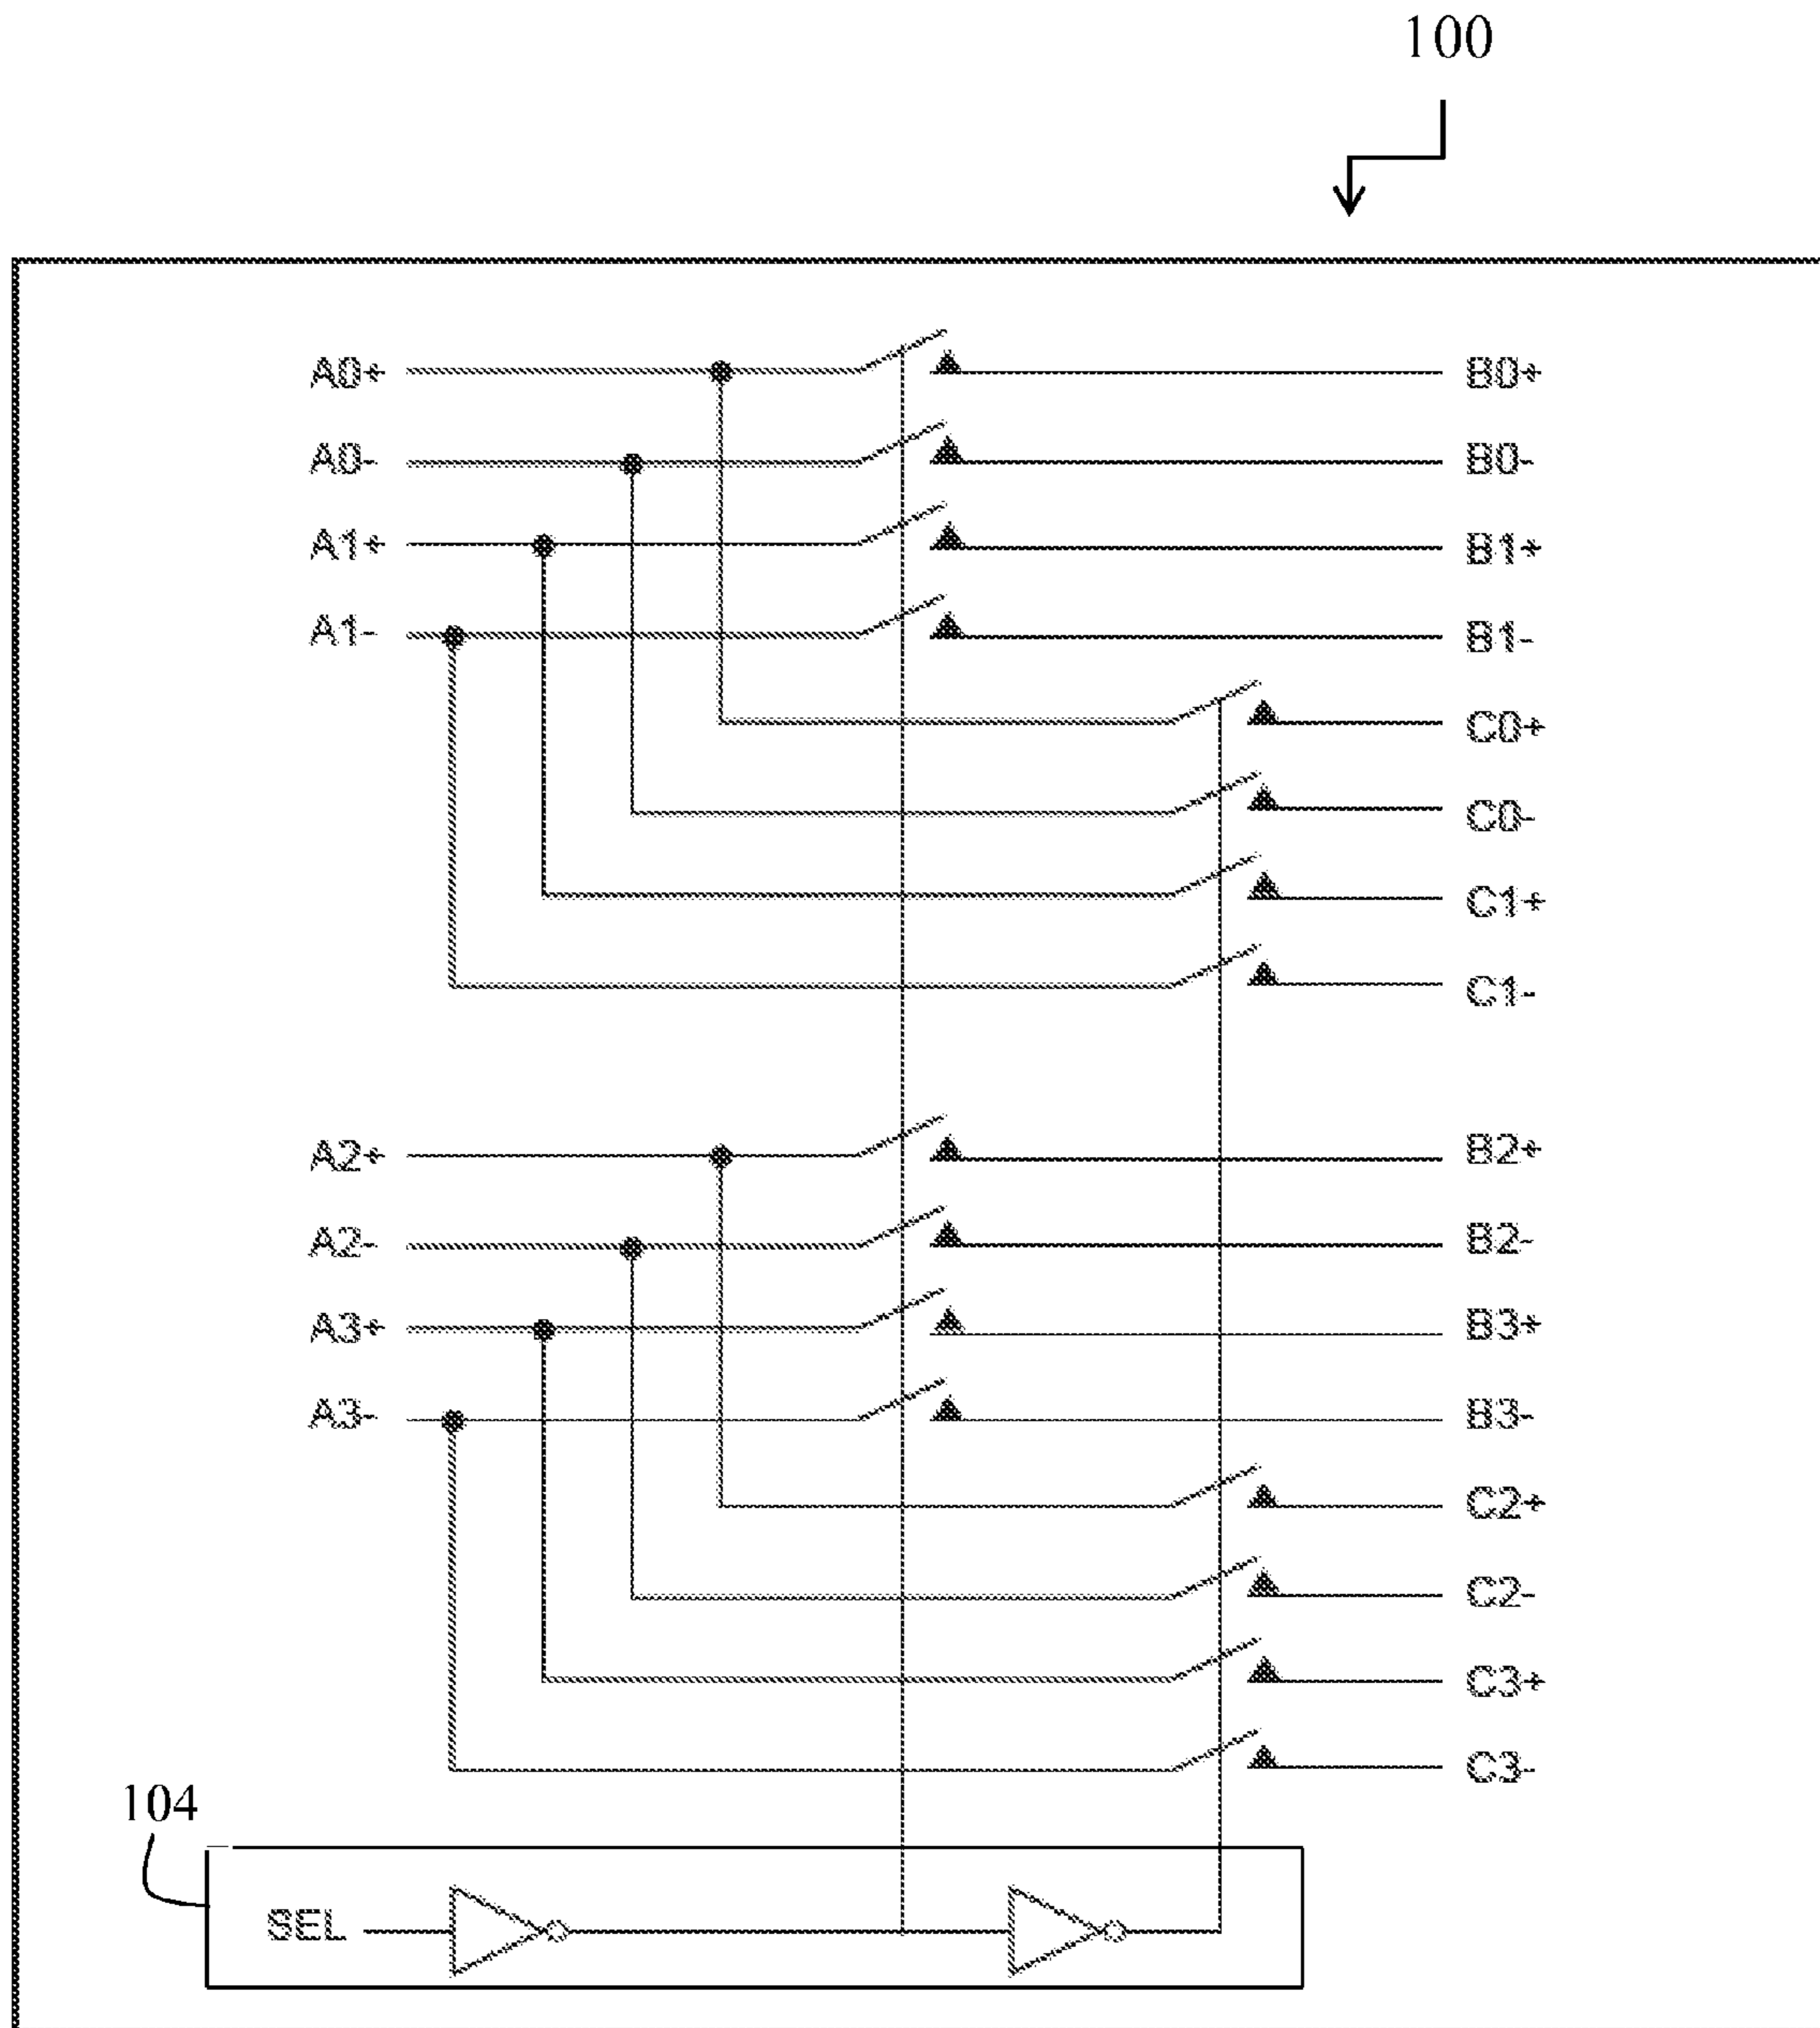 100
A0+ B0+
A0- B0-
A1+ B1+
A1- B1-
C0+
C0-
C1+
C1-
A2+ B2+
A2- B2-
A3+ B3+
A3- B3-
C2+
C2-
C3+
C3-
104
SEL